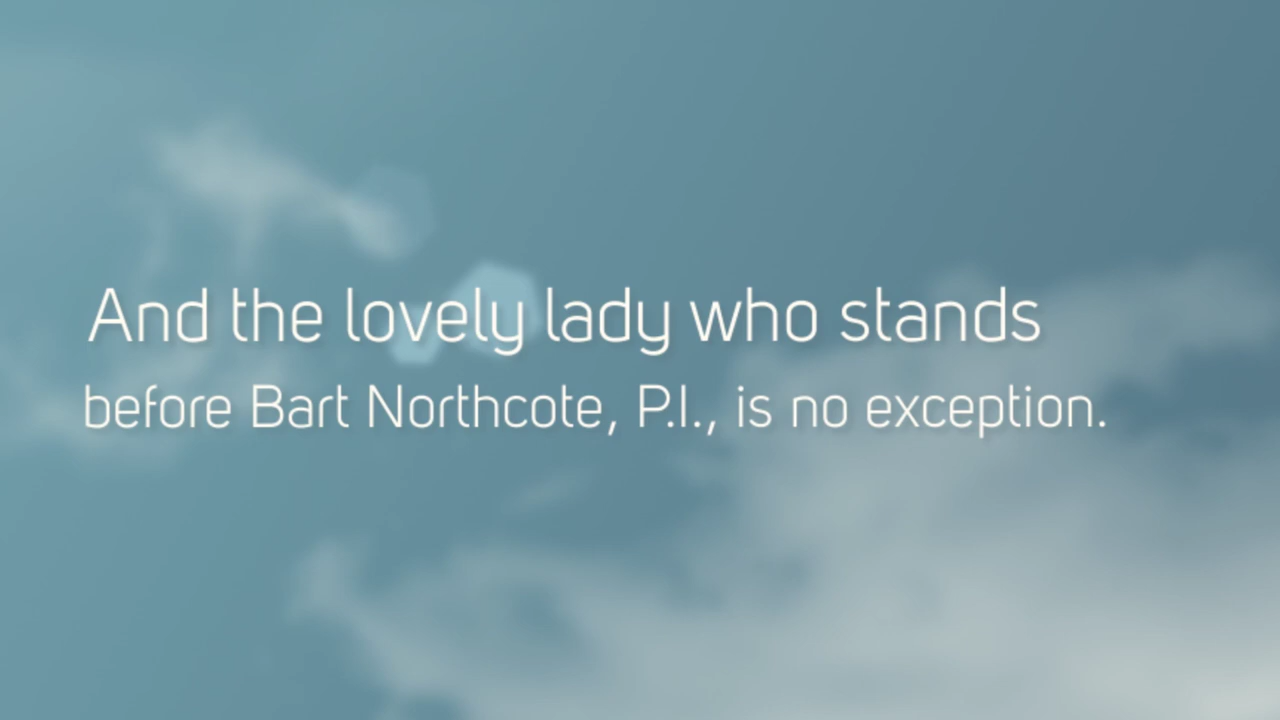 And the lovely lady who stands
before Bart Northcote, P.I., is no exception.